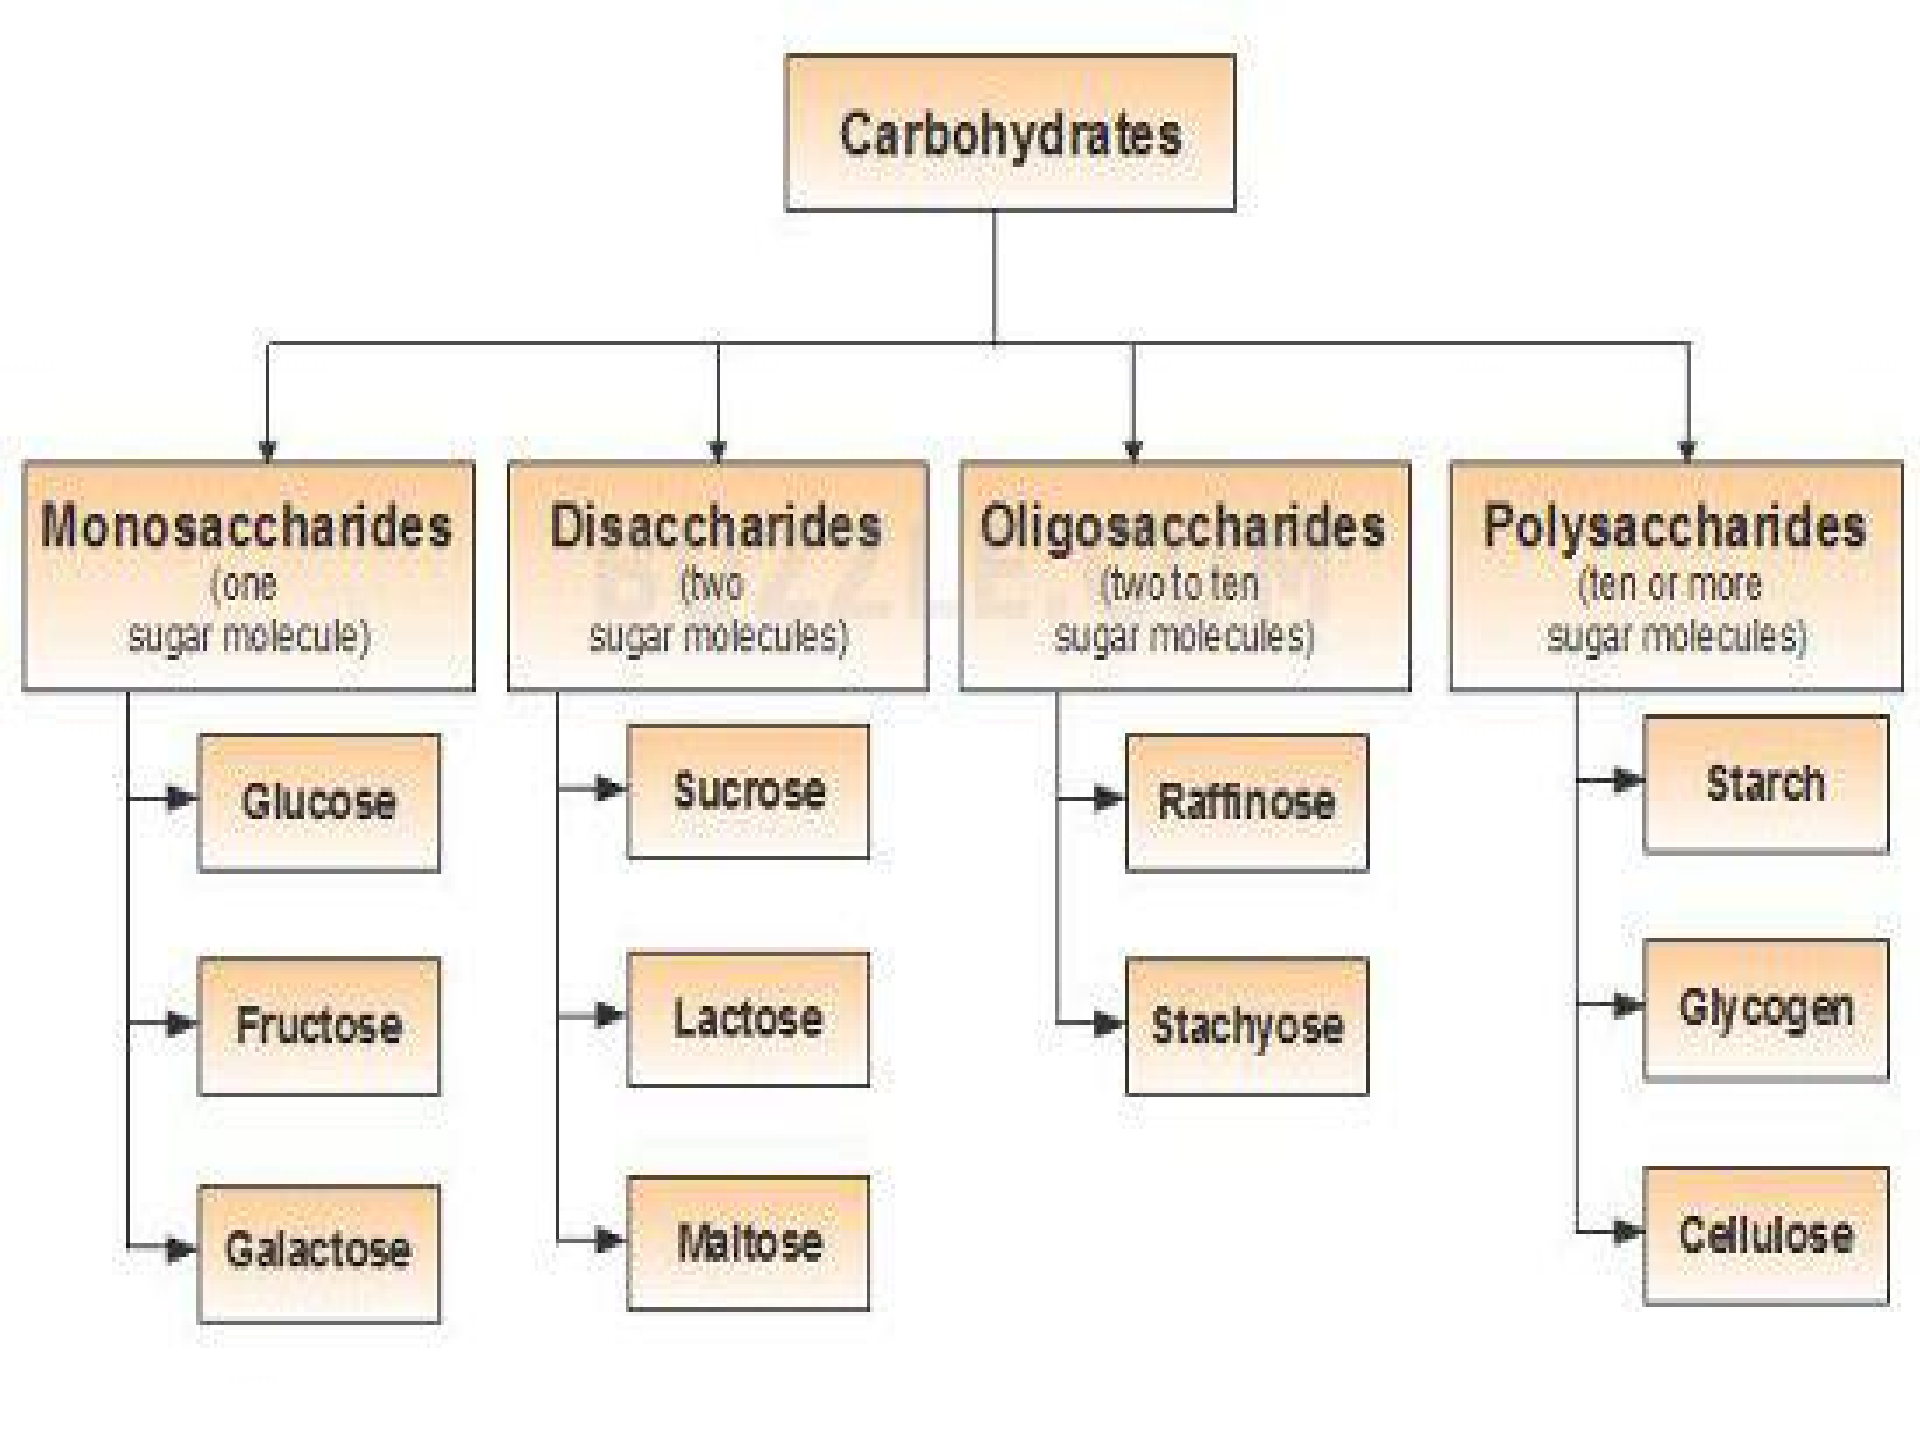 Carbohydrates
Monosaccharides
(one
sugar molecule)
Disaccharides
(two
sugar molecules)
Oligosaccharides
(two to ten
sugar molecules)
Polysaccharides
(ten or more
sugar molecules)
Glucose
Fructose
Galactose
Sucrose
Lactose
Maltose
Raffinose
Stachyose
Starch
Glycogen
Cellulose